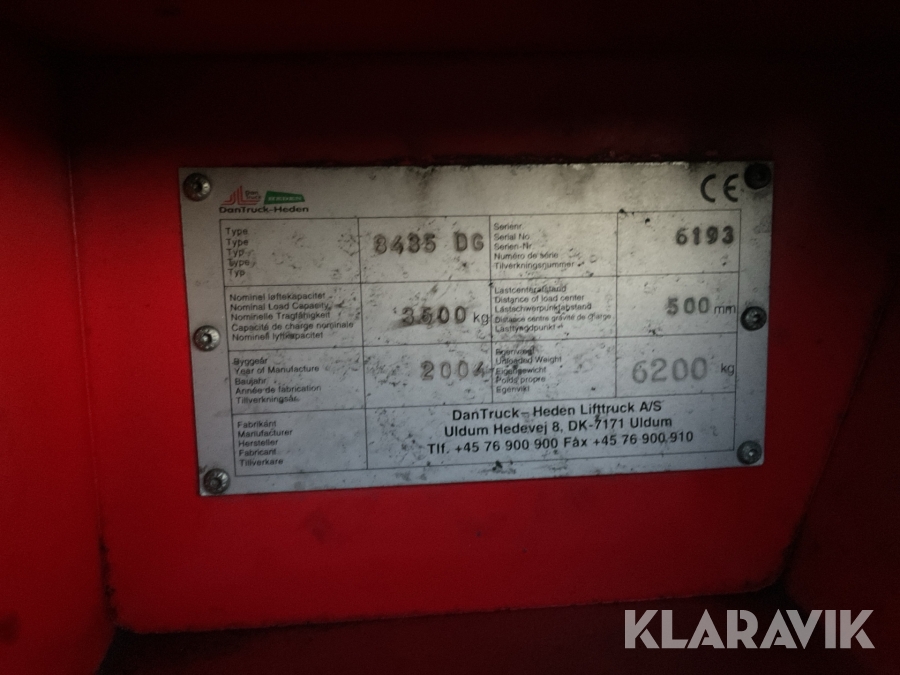 Dan
Truck
HEDEN
DanTruck-Heden
CE
Type
Type
Typ
Type
Typ
8435 DG
Serienr.
Serial No.
Serien-Nr.
Numéro de série
Tillverkningsnummer
6193
Nominel løftekapacitet
Nominal Load Capacity
Nominelle Tragfähigkeit
Capacité de charge nominale
Nominell lyftkapacitet
3500 kg
Lastcenterafstand
Distance of load center
Lastschwerpunktabstand
Distance centre gravité de charge
Lasttyngdpunkt
500 mm
Byggeår
Year of Manufacture
Baujahr
Année de fabrication
Tillverkningsår
2004
Egenvægt
Unloaded Weight
Eigengewicht
Poids propre
Egenvikt
6200 kg
Fabrikant
Manufacturer
Hersteller
Fabricant
Tillverkare
DanTruck - Heden Lifttruck A/S
Uldum Hedevej 8, DK-7171 Uldum
Tlf. +45 76 900 900 Fax +45 76 900 910
KLARAVIK